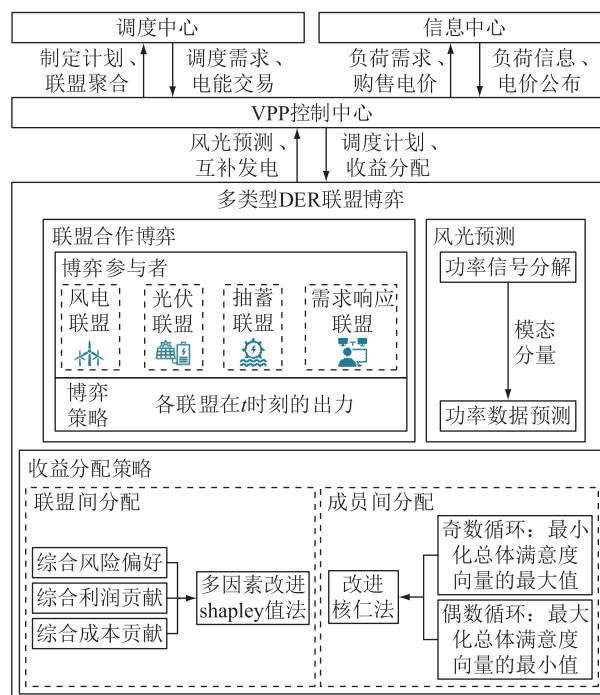 调度中心
信息中心
制定计划、
联盟聚合
调度需求、
电能交易
负荷需求、
购售电价
负荷信息、
电价公布
VPP控制中心
风光预测、
互补发电
调度计划、
收益分配
多类型DER联盟博弈
联盟合作博弈
博弈参与者
风电
联盟
光伏
联盟
抽蓄
联盟
需求响应
联盟
博弈
策略
各联盟在t时刻的出力
风光预测
功率信号分解
模态
分量
功率数据预测
收益分配策略
联盟间分配
综合风险偏好
综合利润贡献
综合成本贡献
多因素改进
shapley值法
成员间分配
改进
核仁法
奇数循环：最小
化总体满意度
向量的最大值
偶数循环：最大
化总体满意度
向量的最小值